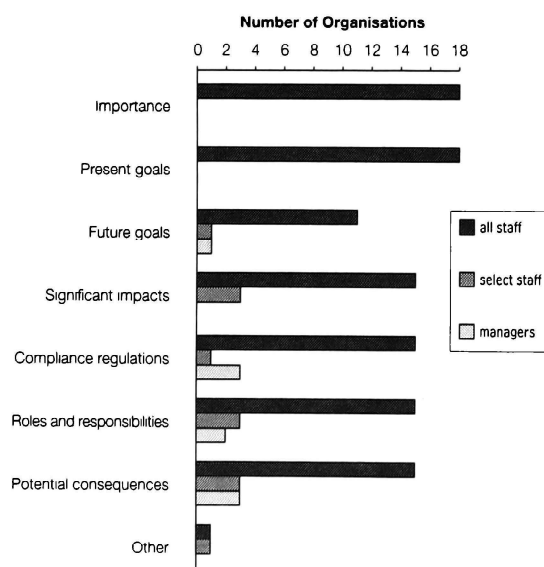 Number of Organisations
0 2 4 6 8 10 12 14 16 18
Importance
Present goals
Future goals
Significant impacts
Compliance regulations
Roles and responsibilities
Potential consequences
Other
all staff
select staff
managers